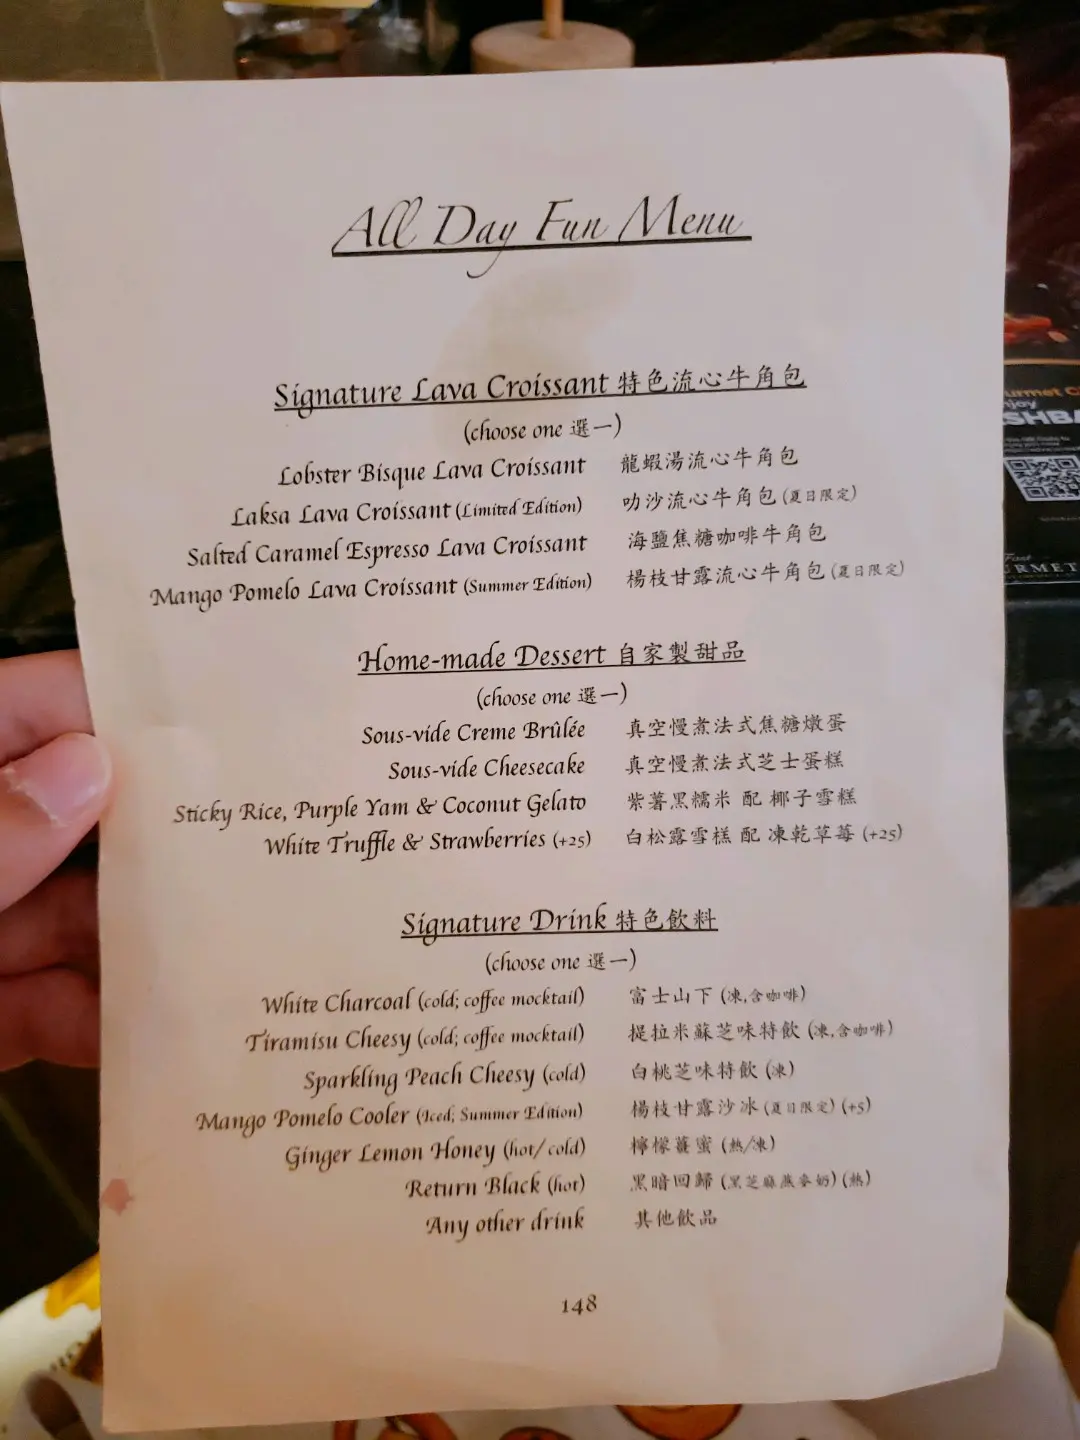 All Day Fun Menu
Signature Lava Croissant 特色流心牛角包
(choose one 選一)
Lobster Bisque Lava Croissant 龍蝦湯流心牛角包
Laksa Lava Croissant (Limited Edition) 叻沙流心牛角包 (夏日限定)
Salted Caramel Espresso Lava Croissant 海鹽焦糖咖啡牛角包
Mango Pomelo Lava Croissant (Summer Edition) 楊枝甘露流心牛角包 (夏日限定)
Home-made Dessert 自家製甜品
(choose one 選一)
Sous-vide Creme Brûlée 真空慢煮法式焦糖燉蛋
Sous-vide Cheesecake 真空慢煮法式芝士蛋糕
Sticky Rice, Purple Yam & Coconut Gelato 紫薯黑糯米 配 椰子雪糕
White Truffle & Strawberries (+25) 白松露雪糕 配 凍乾草莓 (+25)
Signature Drink 特色飲料
(choose one 選一)
White Charcoal (cold; coffee mocktail) 富士山下 (凍,含咖啡)
Tiramisu Cheesy (cold; coffee mocktail) 提拉米蘇芝味特飲 (凍,含咖啡)
Sparkling Peach Cheesy (cold) 白桃芝味特飲 (凍)
Mango Pomelo Cooler (Iced; Summer Edition) 楊枝甘露沙冰 (夏日限定) (+5)
Ginger Lemon Honey (hot/cold) 檸檬薑蜜 (熱/凍)
Return Black (hot) 黑暗回歸 (黑芝麻燕麥奶) (熱)
Any other drink 其他飲品
148